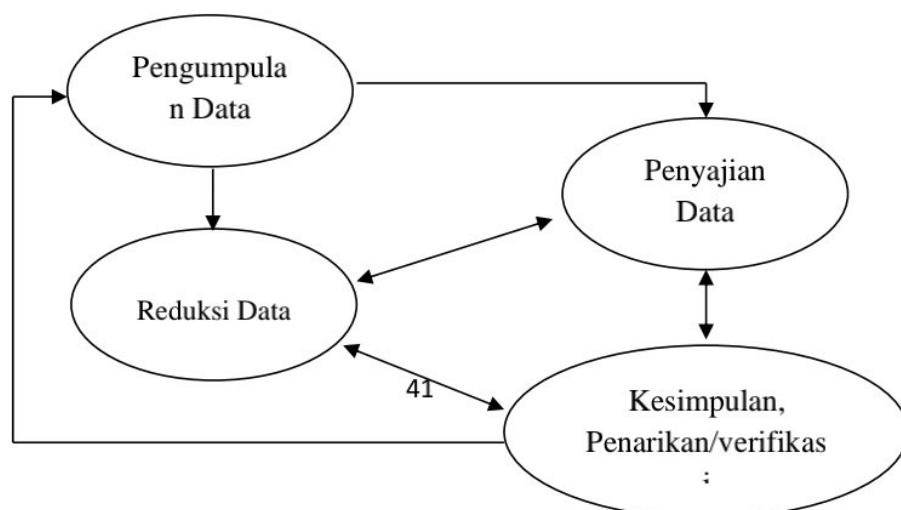 Pengumpula
n Data
Penyajian
Data
Reduksi Data
41
Kesimpulan,
Penarikan/verifikas
i